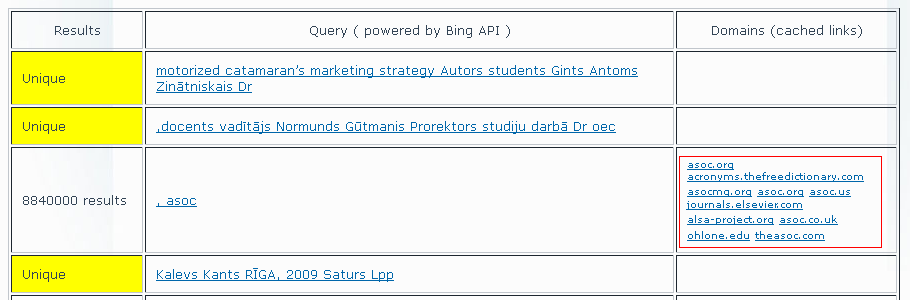 Results Query ( powered by Bing API ) Domains (cached links)
Unique motorized catamaran's marketing strategy Autors students Gints Antoms
Zinātniskais Dr
Unique ,docents vadītājs Normunds Gūtmanis Prorektors studiju darbā Dr oec
8840000 results , asoc
asoc.org
acronyms.thefreedictionary.com
asocmg.org asoc.org asoc.us
journals.elsevier.com
alsa-project.org asoc.co.uk
ohlone.edu theasoc.com
Unique Kalevs Kants RĪGA, 2009 Saturs Lpp